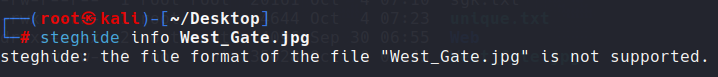 ┌──(root㉿kali)-[~/Desktop]
└─# steghide info West_Gate.jpg
steghide: the file format of the file "West_Gate.jpg" is not supported.